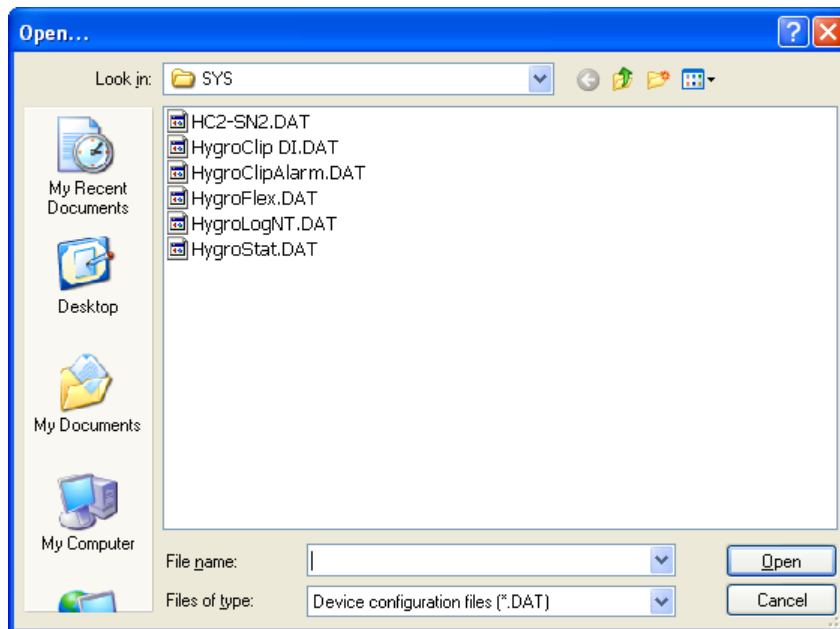 Open...
Look in: SYS
HC2-SN2.DAT
HygroClip DI.DAT
HygroClipAlarm.DAT
HygroFlex.DAT
HygroLogNT.DAT
HygroStat.DAT
My Recent
Documents
Desktop
My Documents
My Computer
File name:
Open
Files of type: Device configuration files (*.DAT)
Cancel